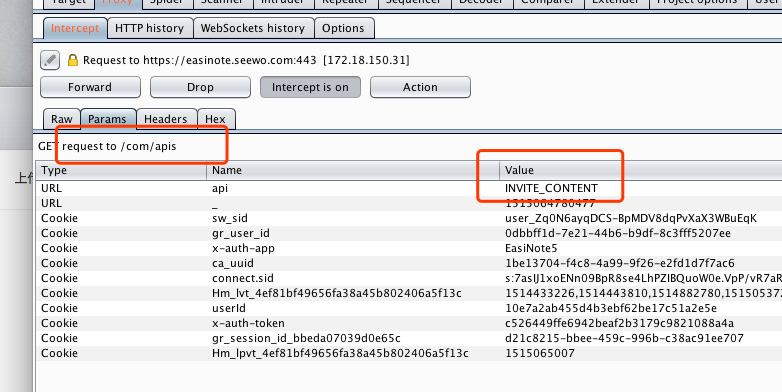 Target Proxy Spider Scanner Intruder Repeater Sequencer Decoder Comparer Extender Project options User
Intercept HTTP history WebSockets history Options
Request to https://easinote.seewo.com:443 [172.18.150.31]
Forward Drop Intercept is on Action
Raw Params Headers Hex
GET request to /com/apis
Type Name Value
上传
URL api INVITE_CONTENT
URL _ 1515064780477
Cookie sw_sid user_Zq0N6ayqDCS-BpMDV8dqPvXaX3WBuEqK
Cookie gr_user_id 0dbbff1d-7e21-44b6-b9df-8c3fff5207ee
Cookie x-auth-app EasiNote5
Cookie ca_uuid 1be13704-f4c8-4a99-9f26-e2fd1d7f7ac6
Cookie connect.sid s:7aslJ1xoENn09BpR8se4LhPZlBQuoW0e.VpP/vR7aR
Cookie Hm_lvt_4ef81bf49656fa38a45b802406a5f13c 1514433226,1514443810,1514882780,15150537
Cookie userId 10e7a2ab455d4b3ebf62be17c51a2e5e
Cookie x-auth-token c526449ffe6942beaf2b3179c9821088a4a
Cookie gr_session_id_bbeda07039d0e65c d21c8215-bbee-459c-996b-c38ac91ee707
Cookie Hm_lpvt_4ef81bf49656fa38a45b802406a5f13c 1515065007